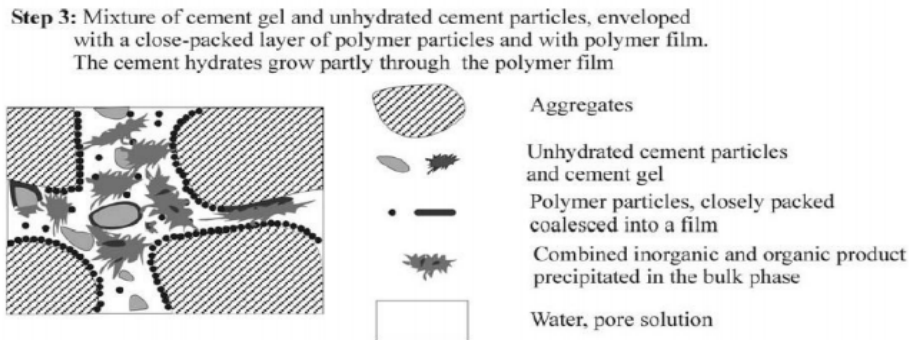 Step 3: Mixture of cement gel and unhydrated cement particles, enveloped
with a close-packed layer of polymer particles and with polymer film.
The cement hydrates grow partly through the polymer film
Aggregates
Unhydrated cement particles
and cement gel
Polymer particles, closely packed
coalesced into a film
Combined inorganic and organic product
precipitated in the bulk phase
Water, pore solution